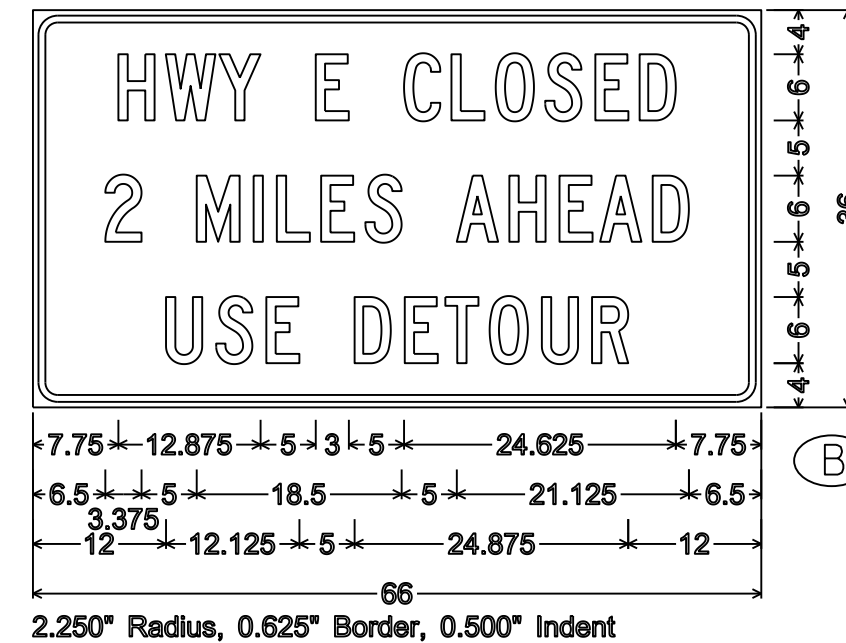 HWY E CLOSED
2 MILES AHEAD
USE DETOUR
4
6
5
6
5
6
4
7.75 12.875 5 3 5 24.625 7.75
B
6.5 3.375 5 18.5 5 21.125 6.5
12 12.125 5 24.875 12
66
2.250" Radius, 0.625" Border, 0.500" Indent